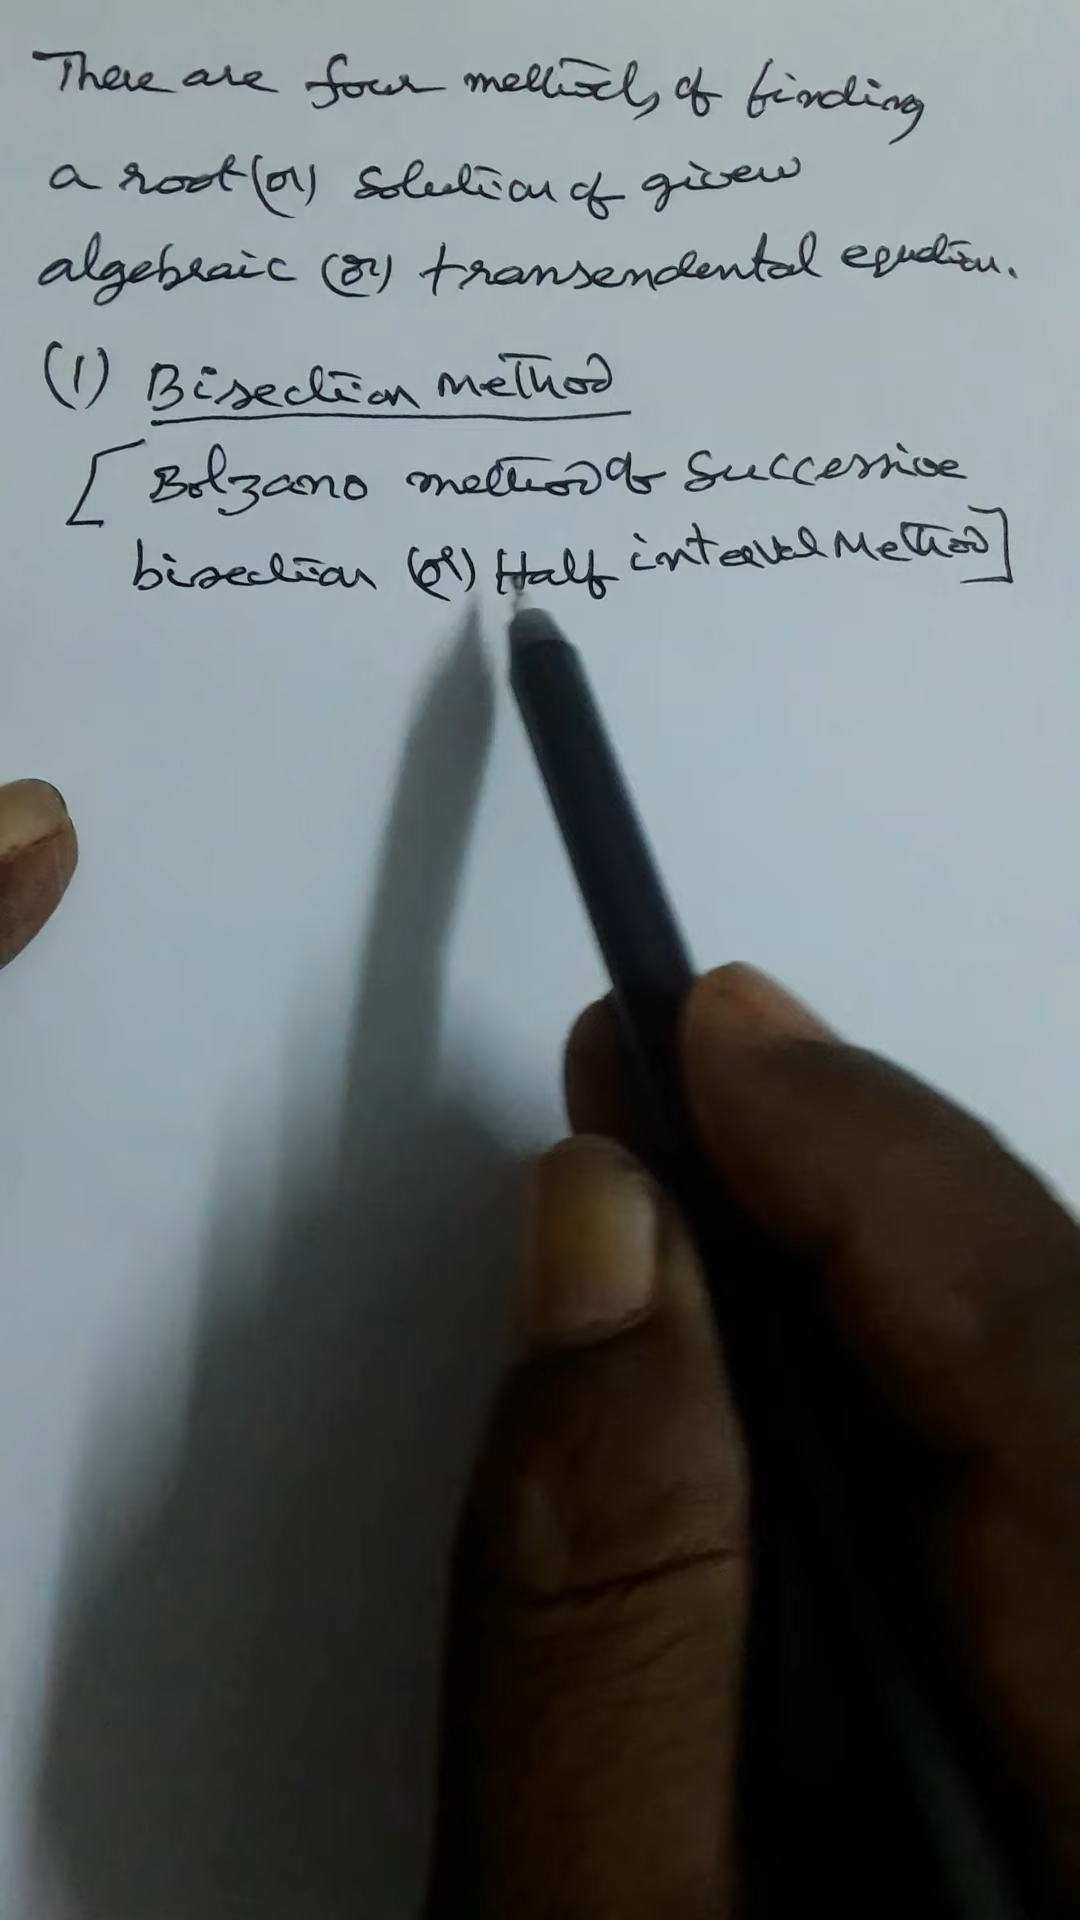 There are four methods of finding
a root (or) solution of given
algebraic (or) transendental equation.
(1) Bisection Method
[Bolzano method of Successive
bisection (or) Half interval Method]